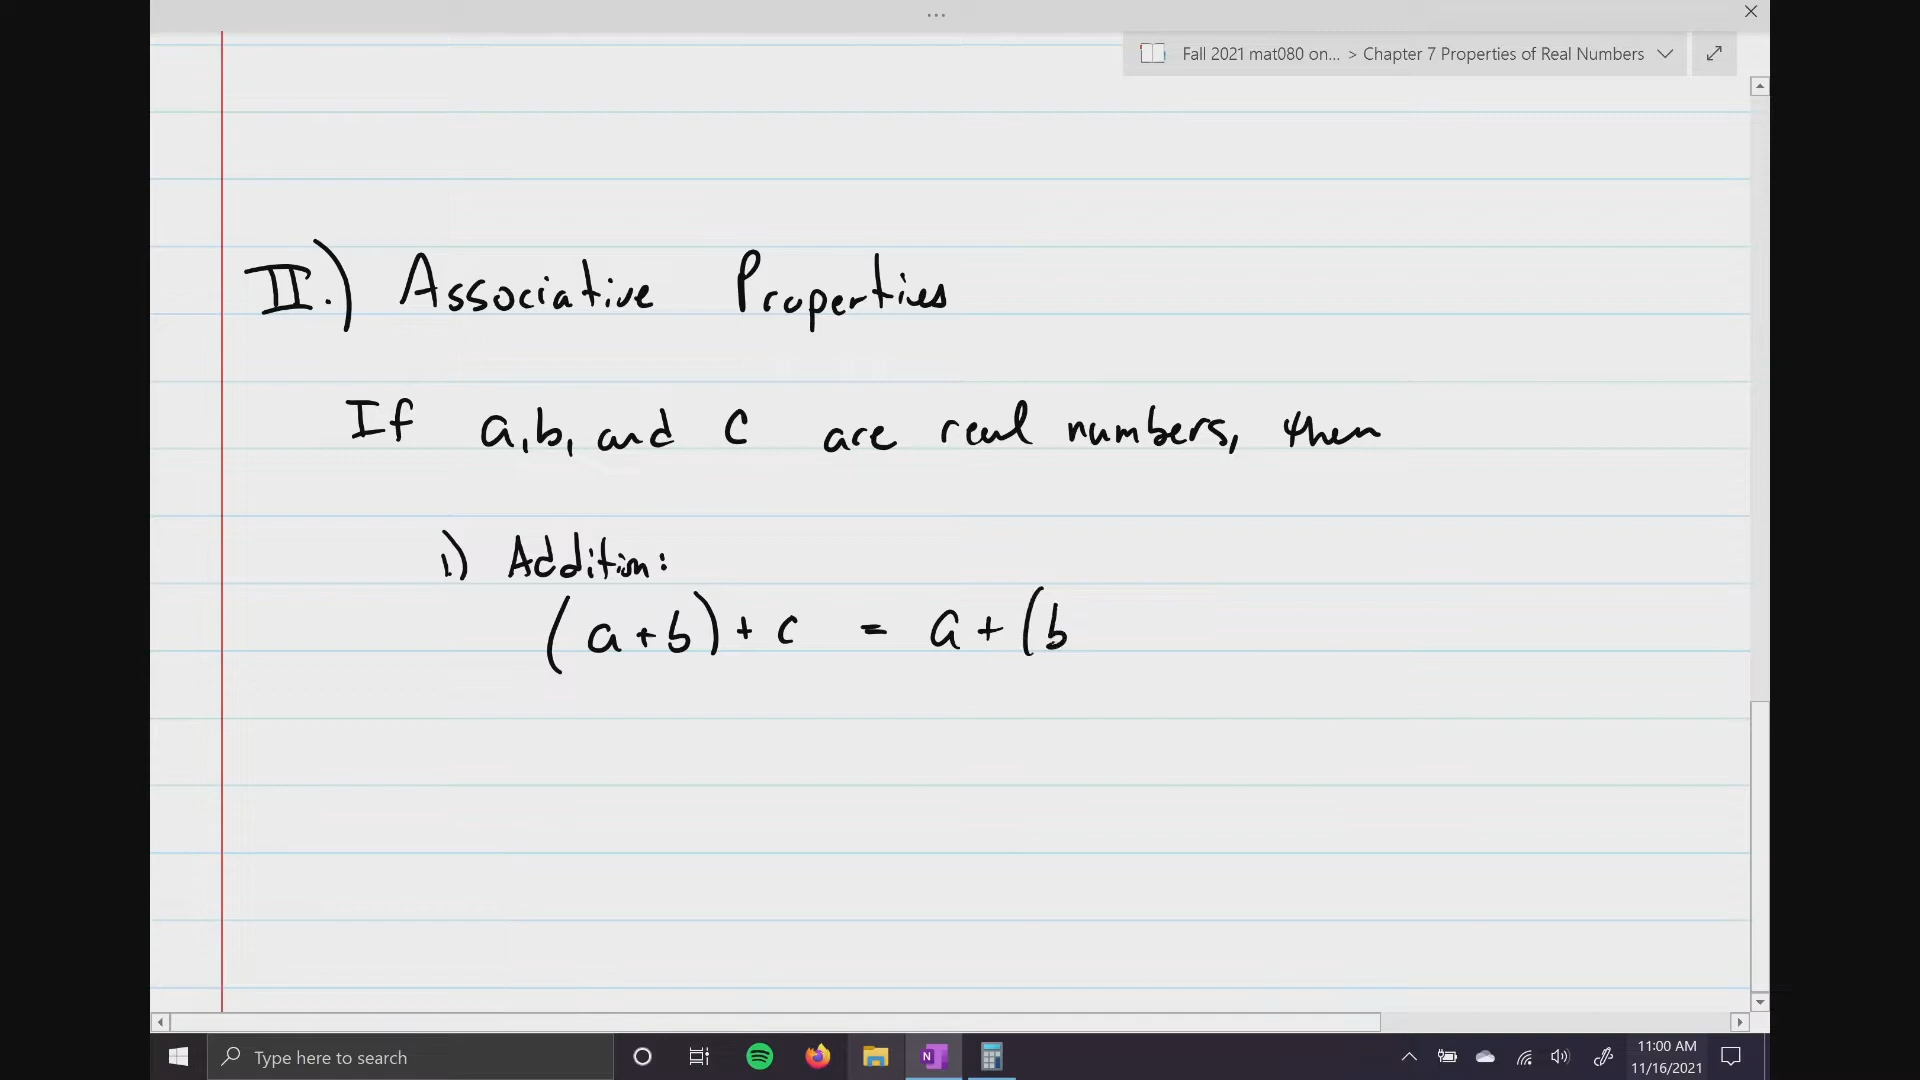 Fall 2021 mat080 on... > Chapter 7 Properties of Real Numbers
II.) Associative Properties
If a, b, and c are real numbers, then
1.) Addition:
(a+b) + c = a + (b
Type here to search
11:00 AM
11/16/2021